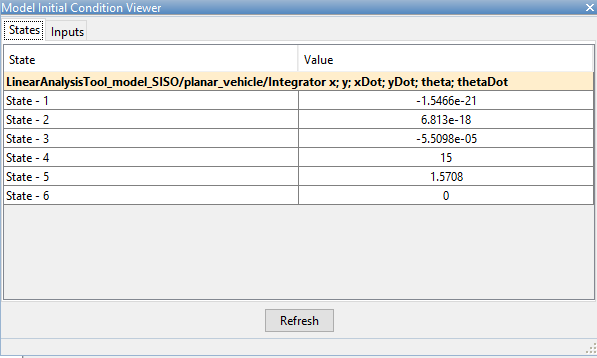 Model Initial Condition Viewer
States Inputs
State Value
LinearAnalysisTool_model_SISO/planar_vehicle/Integrator x; y; xDot; yDot; theta; thetaDot
State - 1 -1.5466e-21
State - 2 6.813e-18
State - 3 -5.5098e-05
State - 4 15
State - 5 1.5708
State - 6 0
Refresh